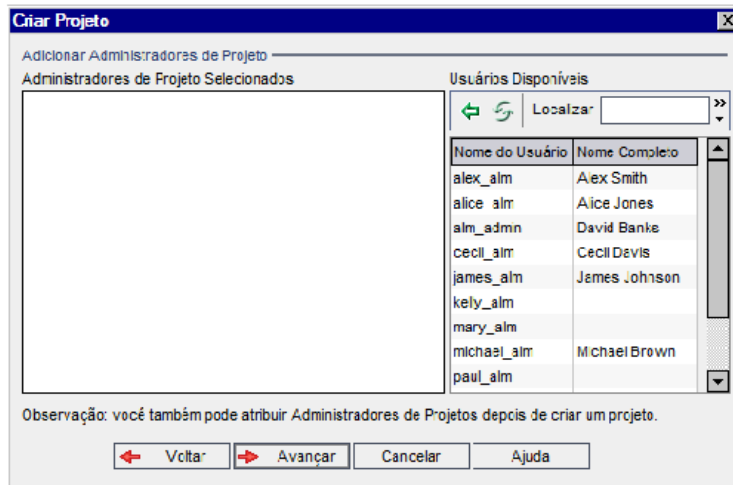 Criar Projeto
Adicionar Administradores de Projeto
Administradores de Projeto Selecionados
Usuários Disponíveis
Localizar
Nome do Usuário Nome Completo
alex_alm Alex Smith
alice_alm Alice Jones
alm_admin David Banks
cecil_alm Cecil Davis
james_alm James Johnson
kelly_alm
mary_alm
michael_alm Michael Brown
paul_alm
Observação: você também pode atribuir Administradores de Projetos depois de criar um projeto.
Voltar Avançar Cancelar Ajuda